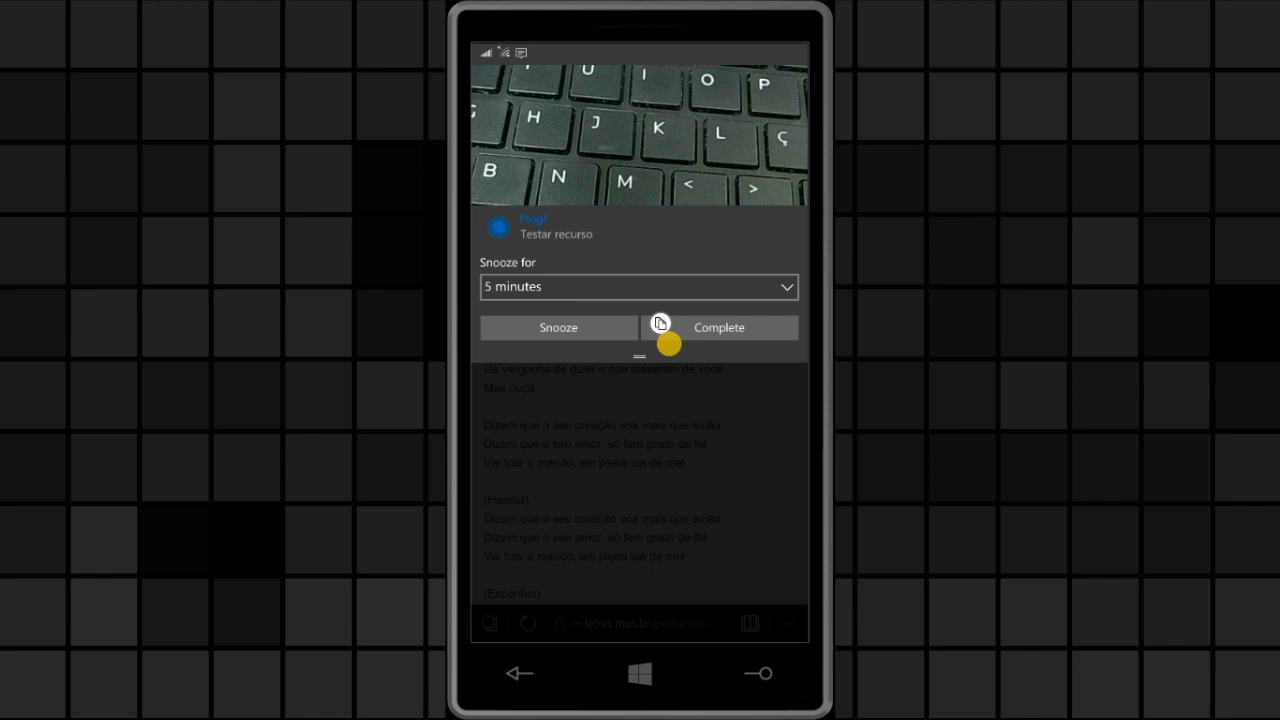 U I O P
H J K L Ç
B N M < >
Ping!
Testar recurso
Snooze for
5 minutes
Snooze
Complete
Dá vergonha de dizer o que disseram de você
Mas ouça
Dizem que o seu coração voa mais que avião
Dizem que o seu amor, só tem gosto de fel
Vai trair o marido, em plena lua de mel
(Hamlet)
Dizem que o seu coração voa mais que avião
Dizem que o seu amor, só tem gosto de fel
Vai trair o marido, em plena lua de mel
(Espanhol)
letras.mus.br